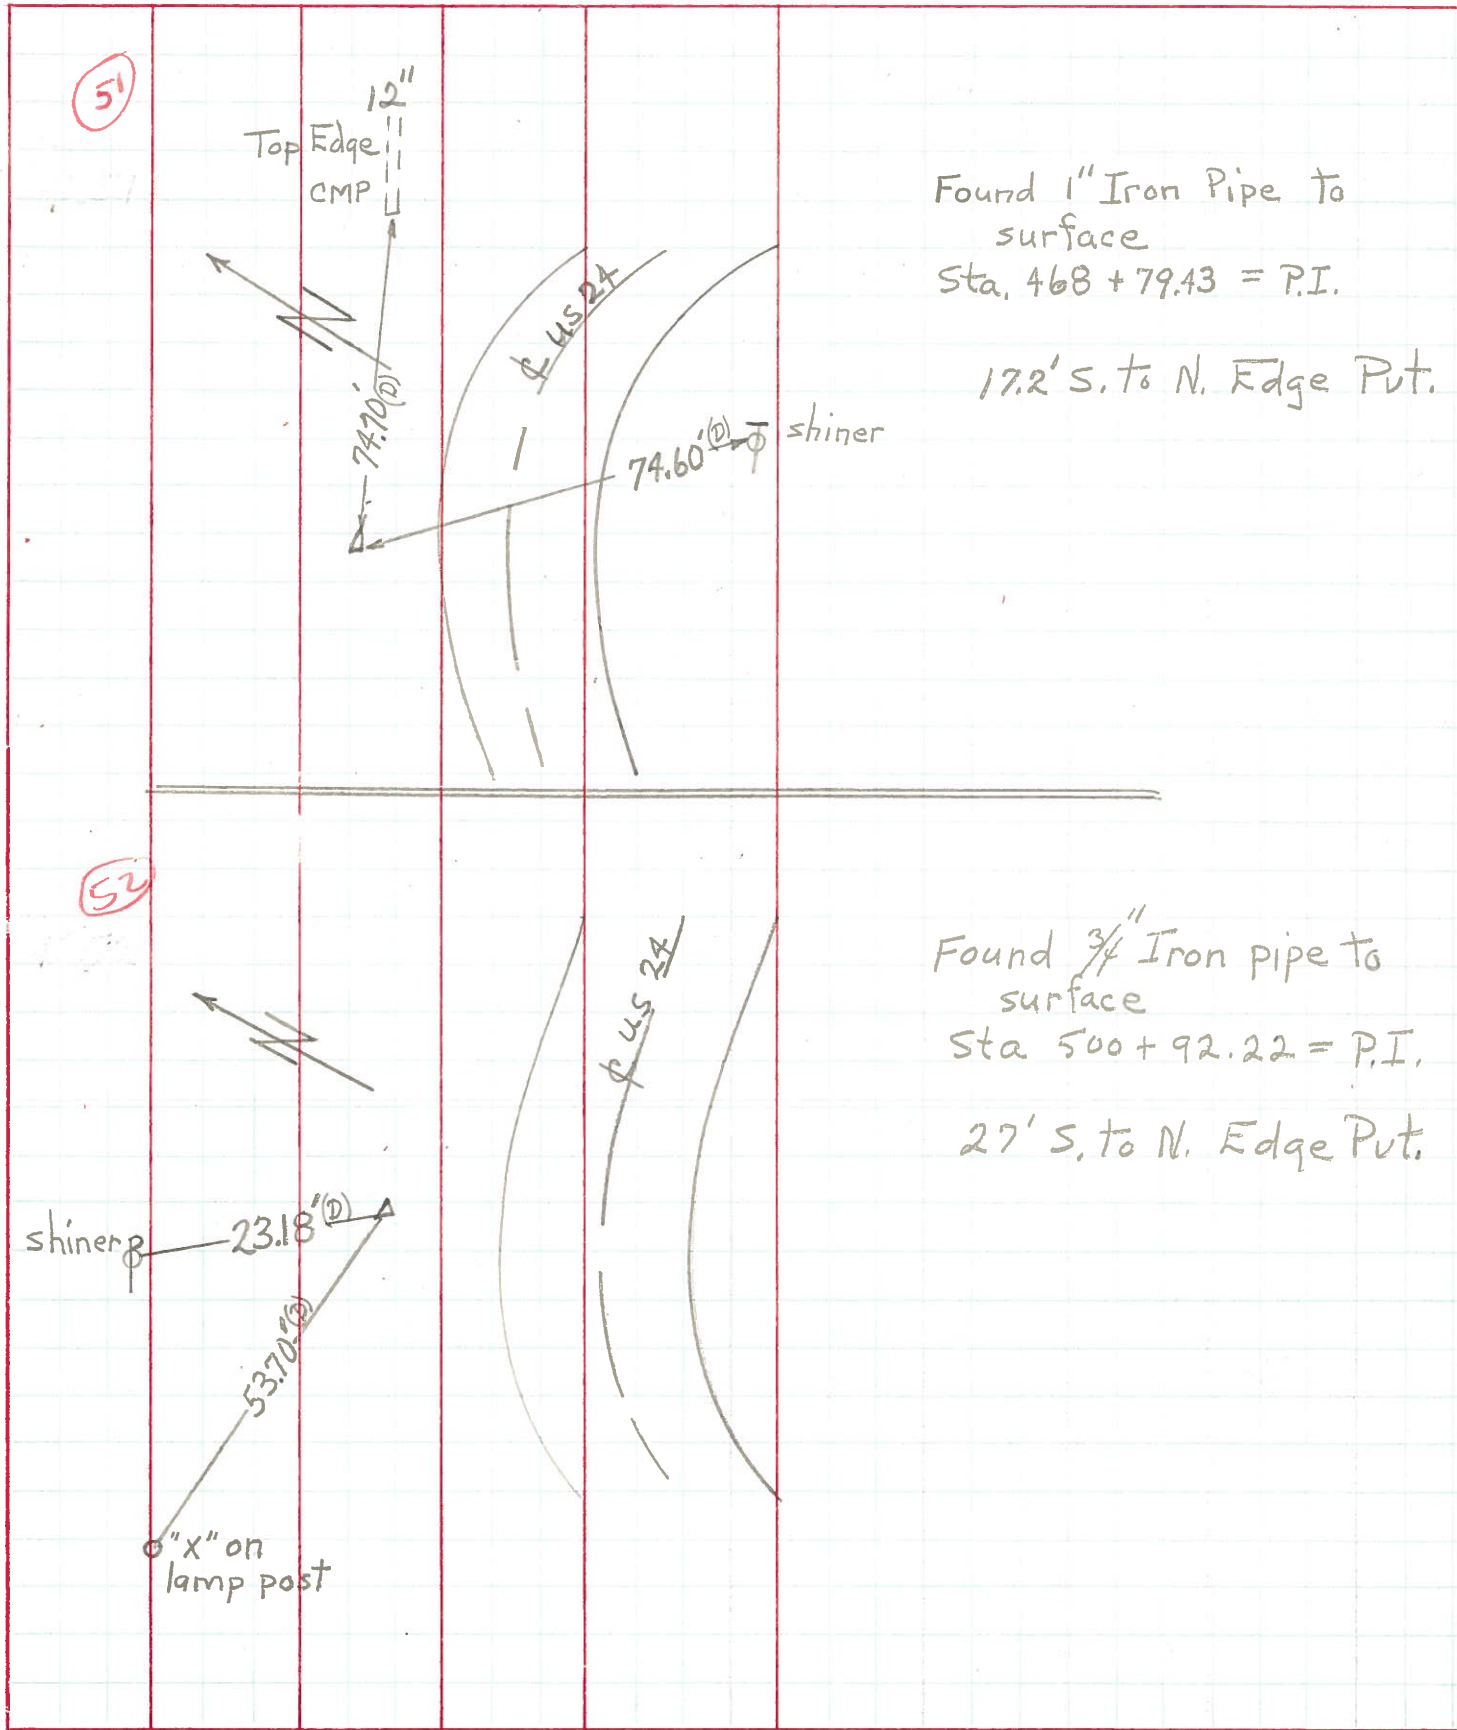 51
12"
Top Edge
CMP
Found 1" Iron Pipe to
surface
Sta. 468 + 79.43 = P.I.
17.2' S. to N. Edge Pvt.
℄ US 24
74.70' (D)
74.60' (D)
shiner
52
Found 3/4" Iron pipe to
surface
Sta 500 + 92.22 = P.I.
27' S. to N. Edge Pvt.
℄ US 24
shiner
23.18' (D)
53.70' (D)
"X" on
lamp post